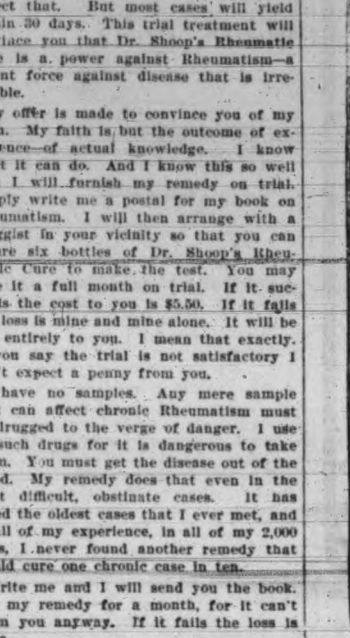 ect that. But most cases will yield
in 30 days. This trial treatment will
ince you that Dr. Shoop's Rheumatic
e is a power against Rheumatism—a
nt force against disease that is irre-
ble.
y offer is made to convince you of my
h. My faith is but the outcome of ex-
nce—of actual knowledge. I know
t it can do. And I know this so well
I will furnish my remedy on trial.
ply write me a postal for my book on
umatism. I will then arrange with a
ggist in your vicinity so that you can
re six bottles of Dr. Shoop's Rheu-
ic Cure to make the test. You may
e it a full month on trial. If it suc-
ls the cost to you is $5.50. If it fails
loss is mine and mine alone. It will be
entirely to you. I mean that exactly.
ou say the trial is not satisfactory I
't expect a penny from you.
have no samples. Any mere sample
t can affect chronic Rheumatism must
drugged to the verge of danger. I use
such drugs for it is dangerous to take
n. You must get the disease out of the
d. My remedy does that even in the
t difficult, obstinate cases. It has
ed the oldest cases that I ever met, and
ll of my experience, in all of my 2,000
s, I never found another remedy that
ld cure one chronic case in ten.
rite me and I will send you the book.
my remedy for a month, for it can't
m you anyway. If it fails the loss is